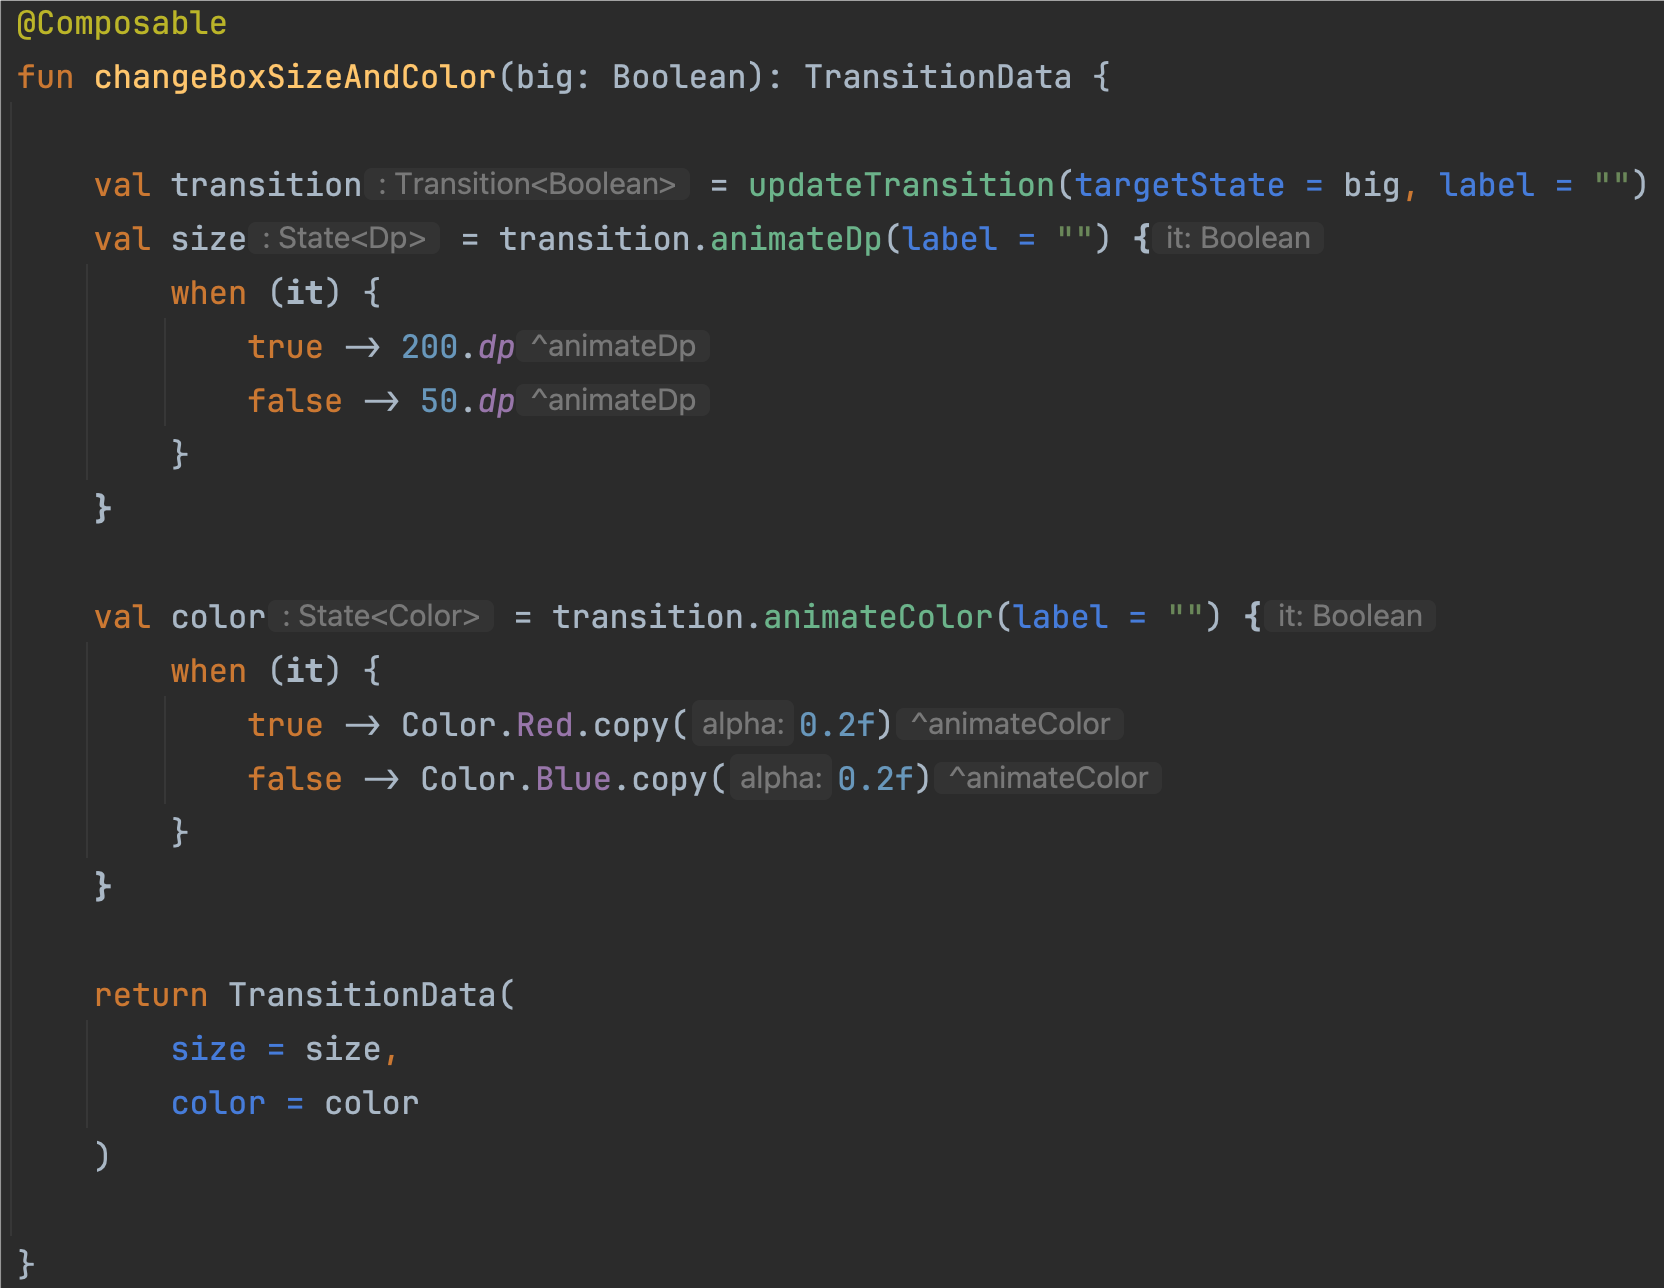 @Composable
fun changeBoxSizeAndColor(big: Boolean): TransitionData {
val transition : Transition<Boolean> = updateTransition(targetState = big, label = "")
val size : State<Dp> = transition.animateDp(label = "") { it: Boolean
when (it) {
true -> 200.dp ^animateDp
false -> 50.dp ^animateDp
}
}
val color : State<Color> = transition.animateColor(label = "") { it: Boolean
when (it) {
true -> Color.Red.copy( alpha: 0.2f) ^animateColor
false -> Color.Blue.copy( alpha: 0.2f) ^animateColor
}
}
return TransitionData(
size = size,
color = color
)
}